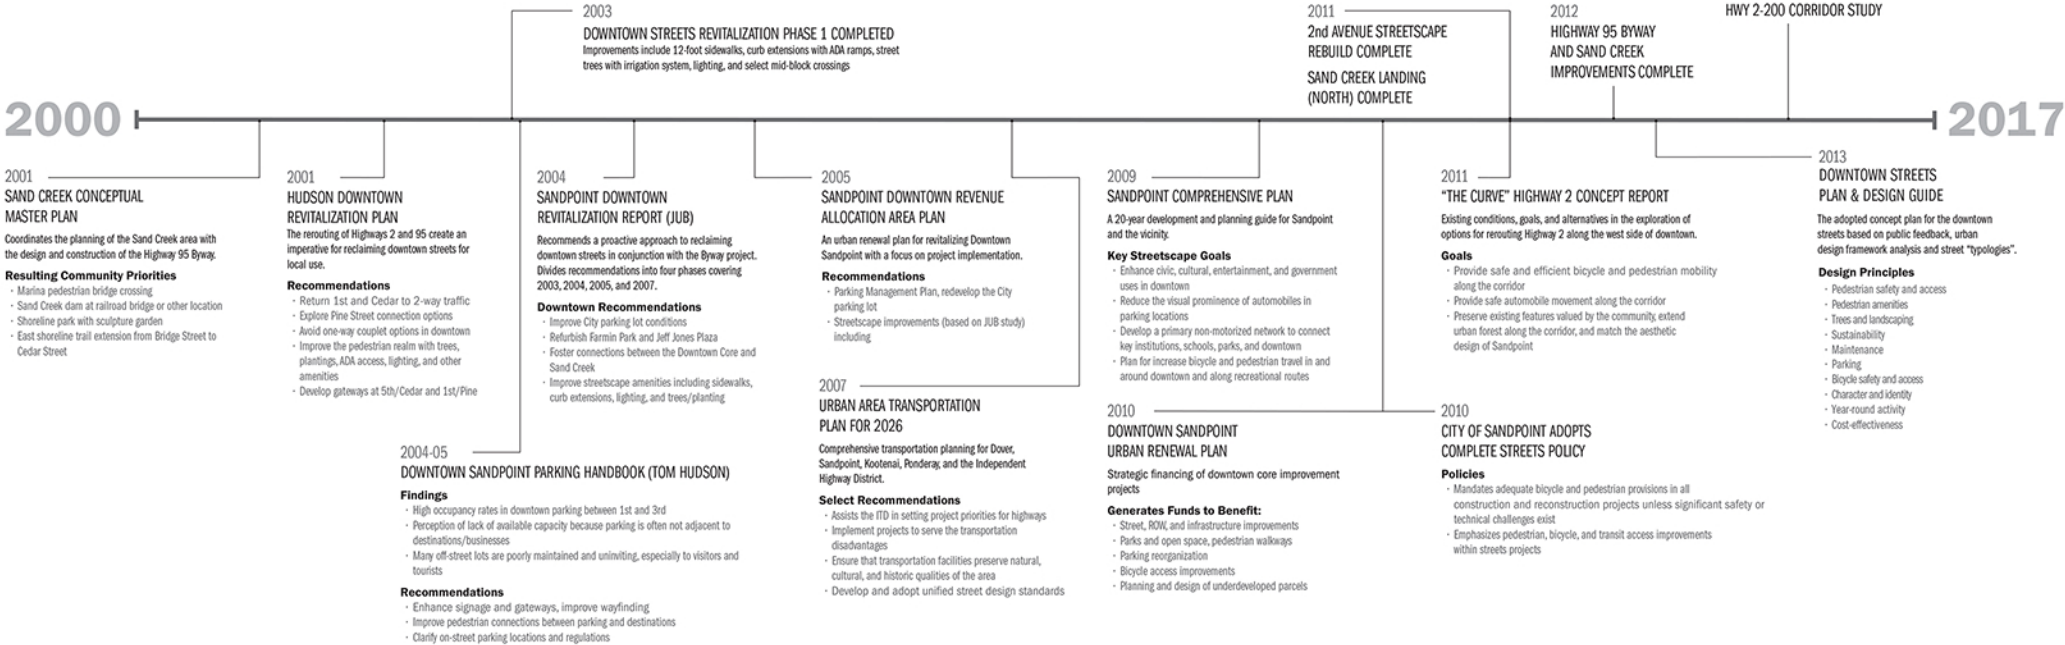 2003
DOWNTOWN STREETS REVITALIZATION PHASE 1 COMPLETED
Improvements include 12-foot sidewalks, curb extensions with ADA ramps, street
trees with irrigation system, lighting, and select mid-block crossings
2011
2nd AVENUE STREETSCAPE
REBUILD COMPLETE
SAND CREEK LANDING
(NORTH) COMPLETE
2012
HIGHWAY 95 BYWAY
AND SAND CREEK
IMPROVEMENTS COMPLETE
HWY 2-200 CORRIDOR STUDY
2000
2017
2001
SAND CREEK CONCEPTUAL
MASTER PLAN
Coordinates the planning of the Sand Creek area with
the design and construction of the Highway 95 Byway.
Resulting Community Priorities
· Marina pedestrian bridge crossing
· Sand Creek dam at railroad bridge or other location
· Shoreline park with sculpture garden
· East shoreline trail extension from Bridge Street to
Cedar Street
2001
HUDSON DOWNTOWN
REVITALIZATION PLAN
The rerouting of Highways 2 and 95 create an
imperative for reclaiming downtown streets for
local use.
Recommendations
· Return 1st and Cedar to 2-way traffic
· Explore Pine Street connection options
· Avoid one-way couplet options in downtown
· Improve the pedestrian realm with trees,
plantings, ADA access, lighting, and other
amenities
· Develop gateways at 5th/Cedar and 1st/Pine
2004-05
DOWNTOWN SANDPOINT PARKING HANDBOOK (TOM HUDSON)
Findings
· High occupancy rates in downtown parking between 1st and 3rd
· Perception of lack of available capacity because parking is often not adjacent to
destinations/businesses
· Many off-street lots are poorly maintained and uninviting, especially to visitors and
tourists
Recommendations
· Enhance signage and gateways, improve wayfinding
· Improve pedestrian connections between parking and destinations
· Clarify on-street parking locations and regulations
2004
SANDPOINT DOWNTOWN
REVITALIZATION REPORT (JUB)
Recommends a proactive approach to reclaiming
downtown streets in conjunction with the Byway project.
Divides recommendations into four phases covering
2003, 2004, 2005, and 2007.
Downtown Recommendations
· Improve City parking lot conditions
· Refurbish Farmin Park and Jeff Jones Plaza
· Foster connections between the Downtown Core and
Sand Creek
· Improve streetscape amenities including sidewalks,
curb extensions, lighting, and trees/planting
2005
SANDPOINT DOWNTOWN REVENUE
ALLOCATION AREA PLAN
An urban renewal plan for revitalizing Downtown
Sandpoint with a focus on project implementation.
Recommendations
· Parking Management Plan, redevelop the City
parking lot
· Streetscape improvements (based on JUB study)
including
2007
URBAN AREA TRANSPORTATION
PLAN FOR 2026
Comprehensive transportation planning for Dover,
Sandpoint, Kootenai, Ponderay, and the Independent
Highway District.
Select Recommendations
· Assists the ITD in setting project priorities for highways
· Implement projects to serve the transportation
disadvantages
· Ensure that transportation facilities preserve natural,
cultural, and historic qualities of the area
· Develop and adopt unified street design standards
2009
SANDPOINT COMPREHENSIVE PLAN
A 20-year development and planning guide for Sandpoint
and the vicinity.
Key Streetscape Goals
· Enhance civic, cultural, entertainment, and government
uses in downtown
· Reduce the visual prominence of automobiles in
parking locations
· Develop a primary non-motorized network to connect
key institutions, schools, parks, and downtown
· Plan for increase bicycle and pedestrian travel in and
around downtown and along recreational routes
2010
DOWNTOWN SANDPOINT
URBAN RENEWAL PLAN
Strategic financing of downtown core improvement
projects
Generates Funds to Benefit:
· Street, ROW, and infrastructure improvements
· Parks and open space, pedestrian walkways
· Parking reorganization
· Bicycle access improvements
· Planning and design of underdeveloped parcels
2011
“THE CURVE” HIGHWAY 2 CONCEPT REPORT
Existing conditions, goals, and alternatives in the exploration of
options for rerouting Highway 2 along the west side of downtown.
Goals
· Provide safe and efficient bicycle and pedestrian mobility
along the corridor
· Provide safe automobile movement along the corridor
· Preserve existing features valued by the community, extend
urban forest along the corridor, and match the aesthetic
design of Sandpoint
2010
CITY OF SANDPOINT ADOPTS
COMPLETE STREETS POLICY
Policies
· Mandates adequate bicycle and pedestrian provisions in all
construction and reconstruction projects unless significant safety or
technical challenges exist
· Emphasizes pedestrian, bicycle, and transit access improvements
within streets projects
2013
DOWNTOWN STREETS
PLAN & DESIGN GUIDE
The adopted concept plan for the downtown
streets based on public feedback, urban
design framework analysis and street “typologies”.
Design Principles
· Pedestrian safety and access
· Pedestrian amenities
· Trees and landscaping
· Sustainability
· Maintenance
· Parking
· Bicycle safety and access
· Character and identity
· Year-round activity
· Cost-effectiveness